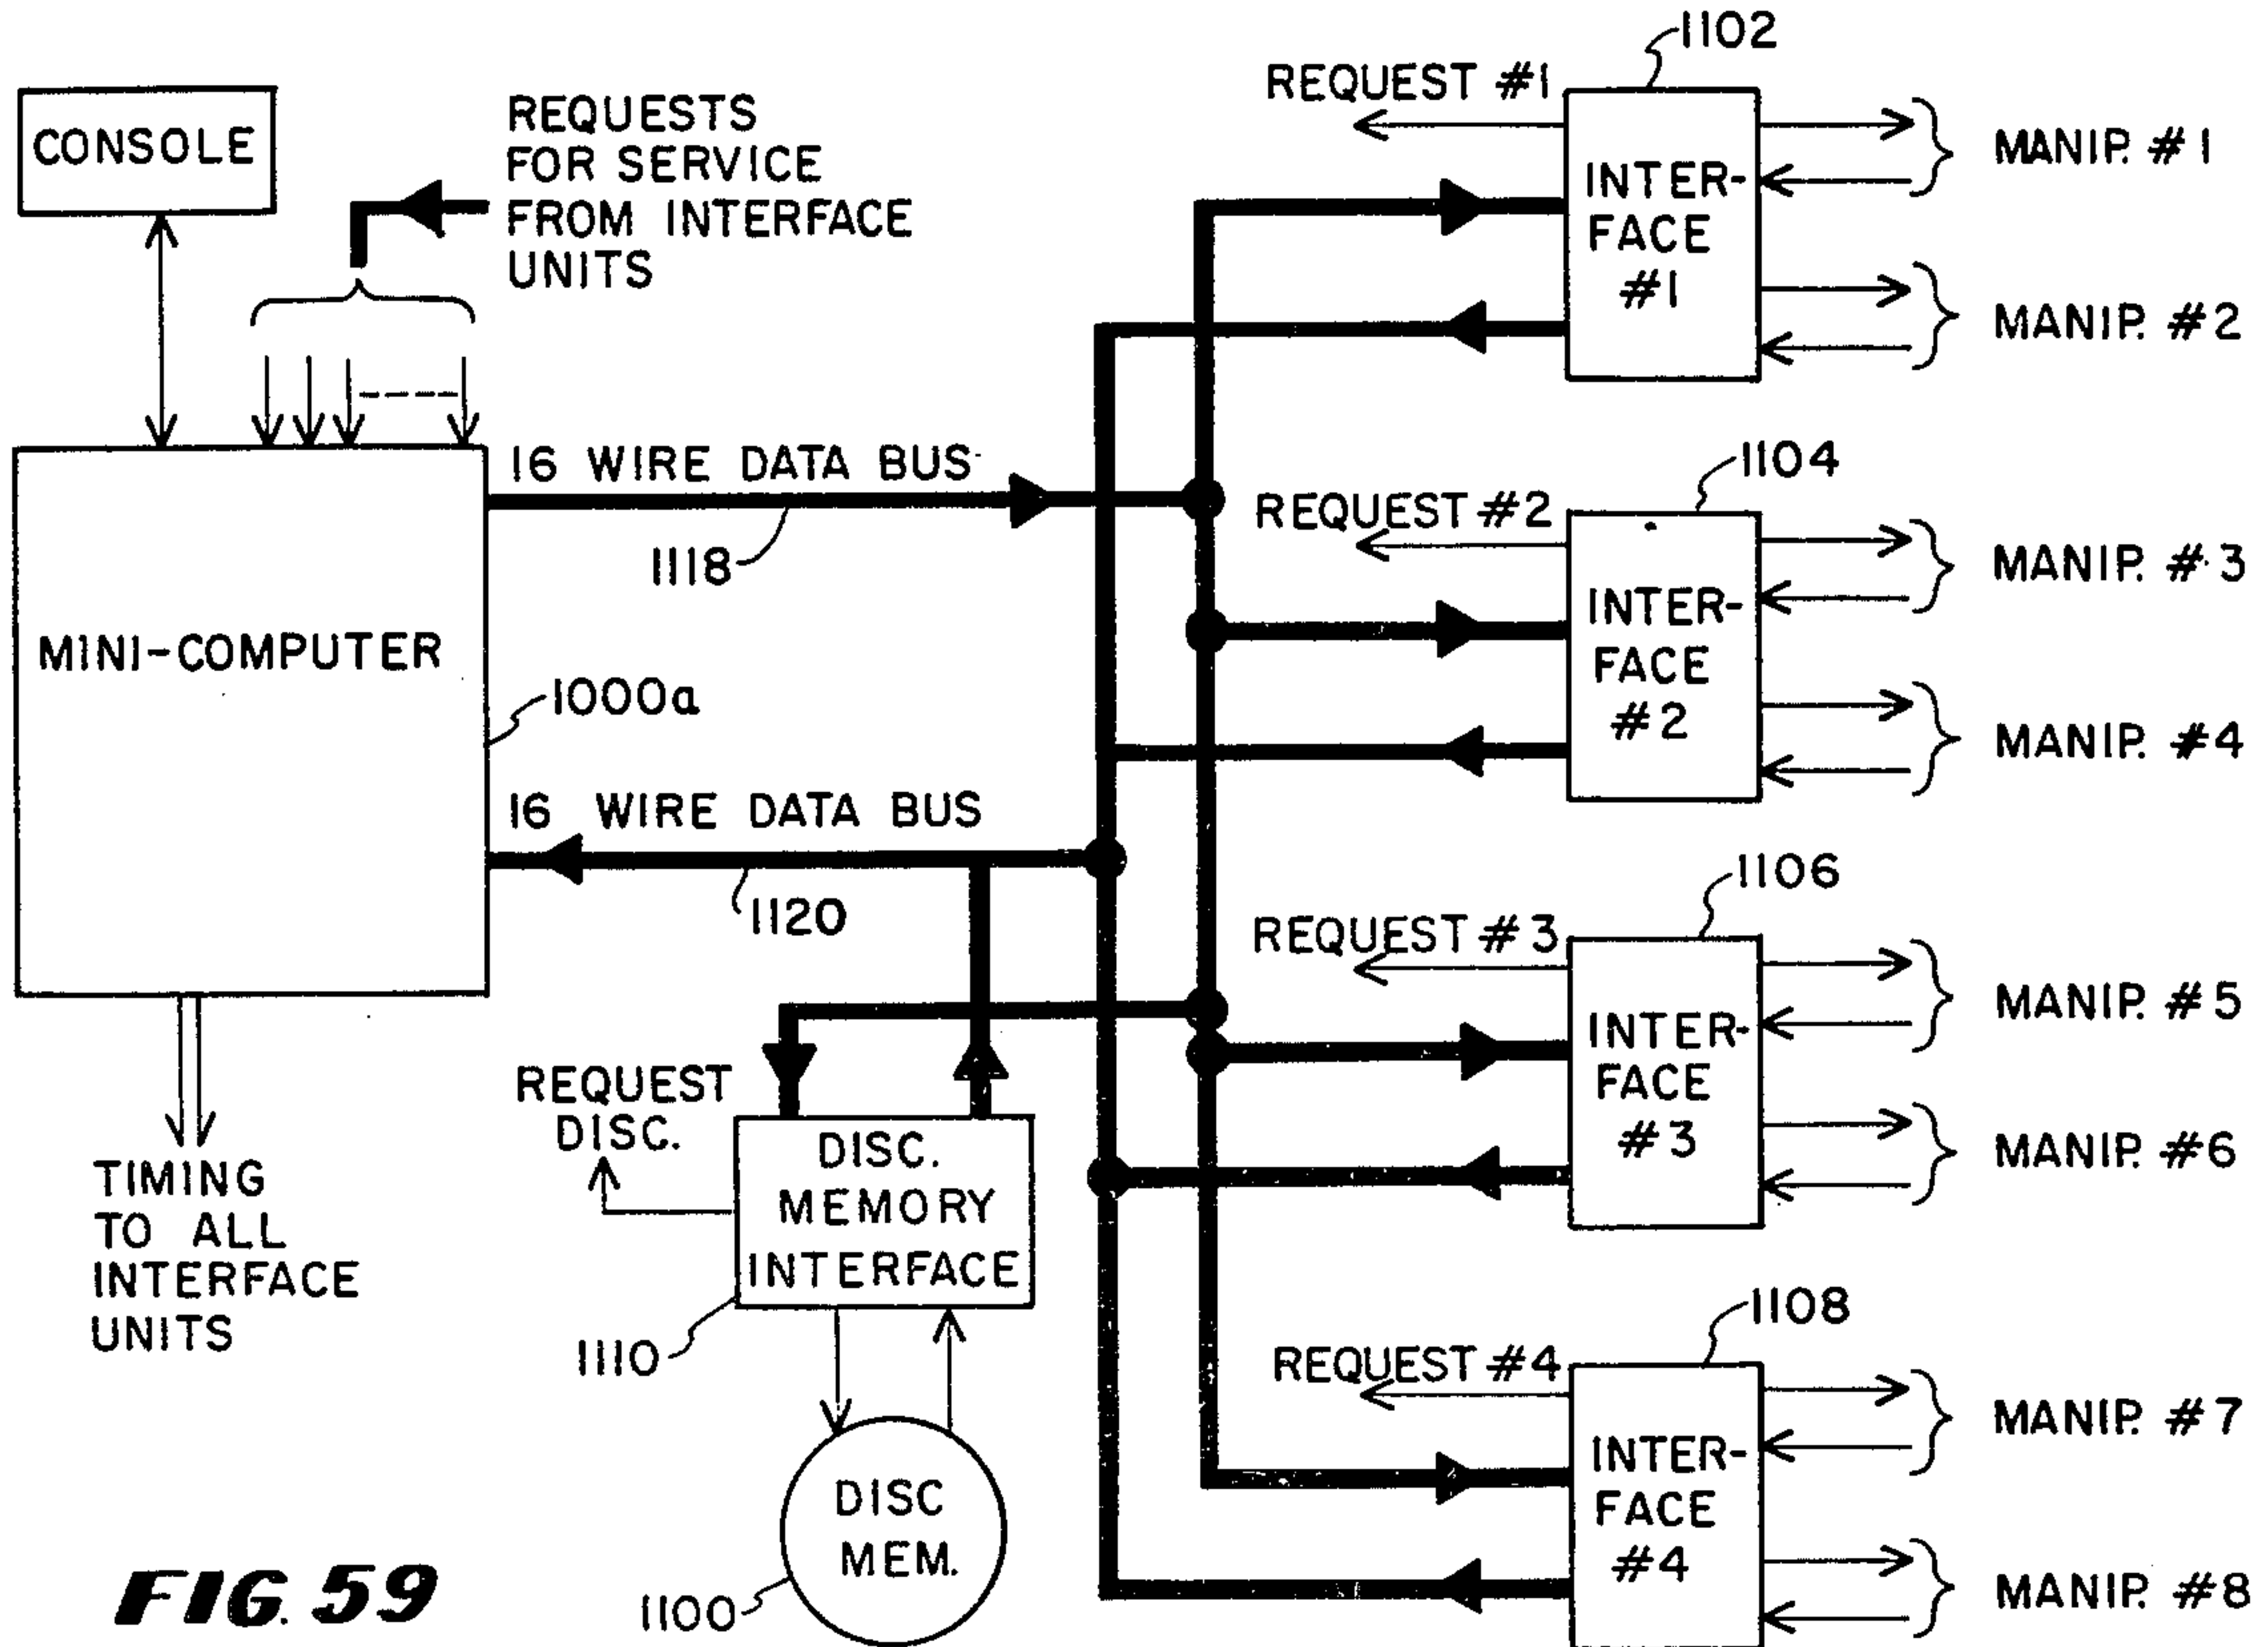 CONSOLE
REQUESTS
FOR SERVICE
FROM INTERFACE
UNITS
MINI-COMPUTER
1000a
16 WIRE DATA BUS
1118
16 WIRE DATA BUS
1120
TIMING
TO ALL
INTERFACE
UNITS
REQUEST
DISC.
DISC.
MEMORY
INTERFACE
1110
DISC
MEM.
1100
1102
REQUEST #1
INTER-
FACE
#1
MANIP. #1
MANIP. #2
1104
REQUEST #2
INTER-
FACE
#2
MANIP. #3
MANIP. #4
1106
REQUEST #3
INTER-
FACE
#3
MANIP. #5
MANIP. #6
1108
REQUEST #4
INTER-
FACE
#4
MANIP. #7
MANIP. #8
FIG. 59